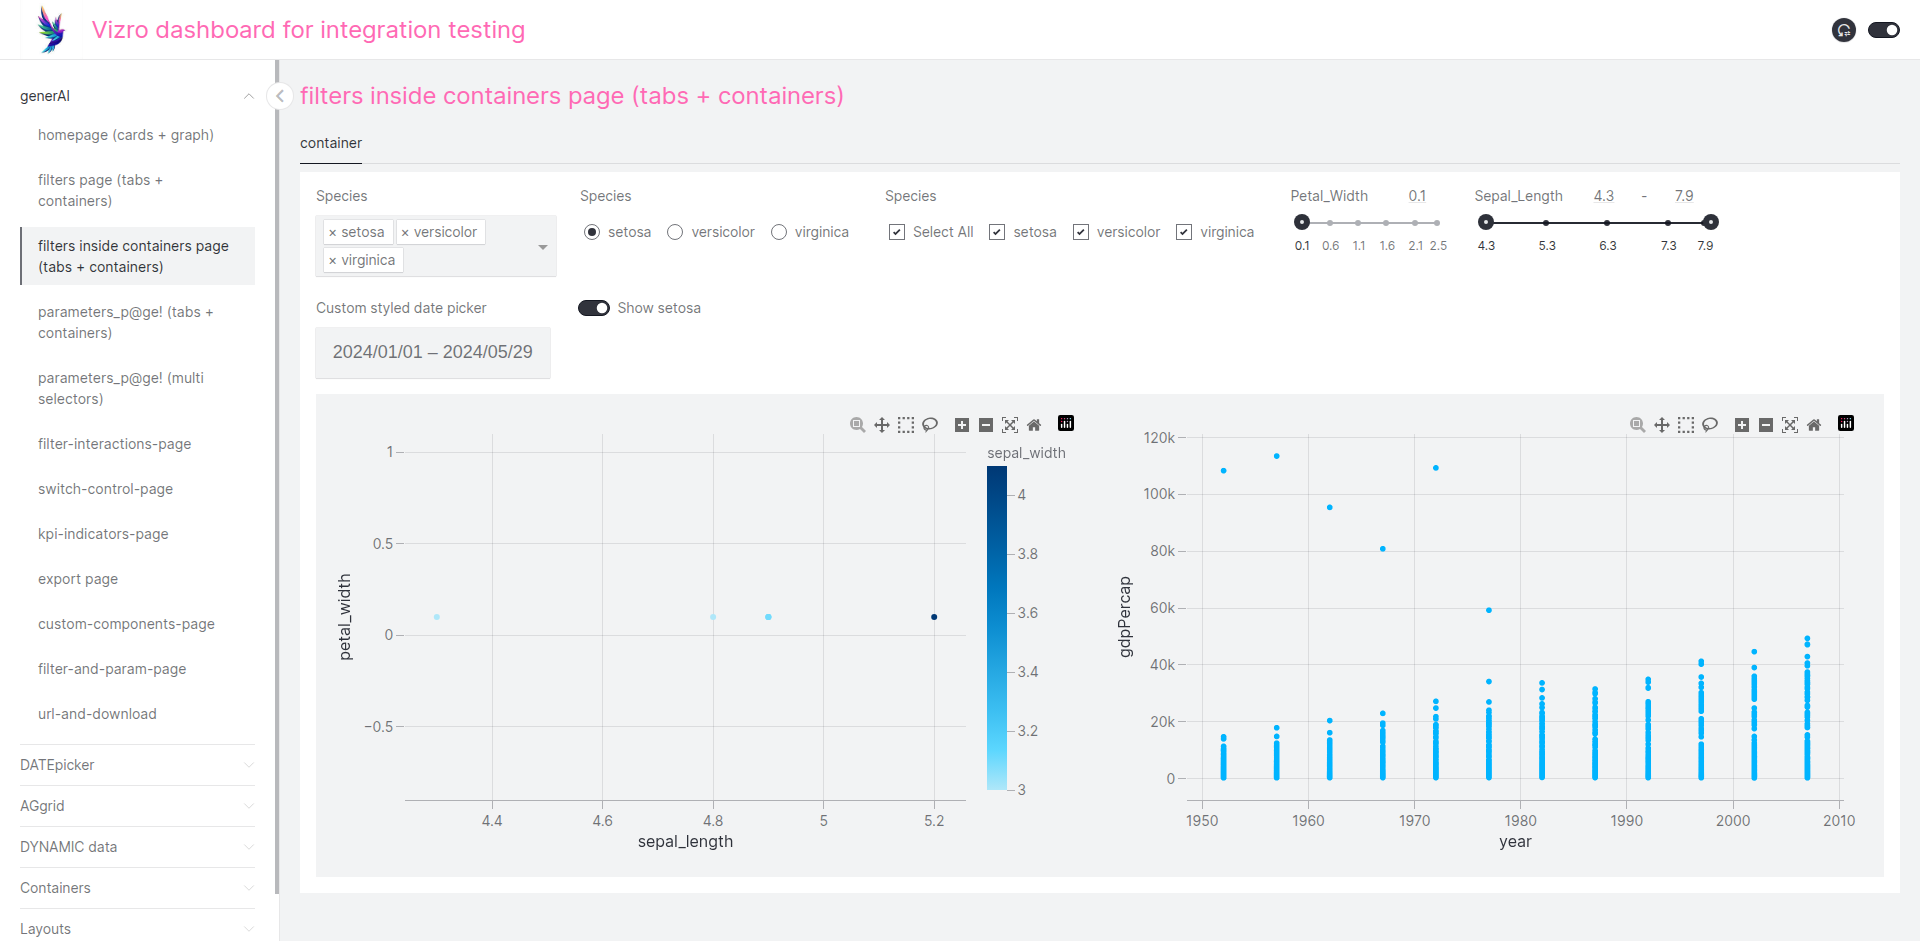 Vizro dashboard for integration testing
generAI
homepage (cards + graph)
filters page (tabs +
containers)
filters inside containers page
(tabs + containers)
parameters_p@ge! (tabs +
containers)
parameters_p@ge! (multi
selectors)
filter-interactions-page
switch-control-page
kpi-indicators-page
export page
custom-components-page
filter-and-param-page
url-and-download
DATEpicker
AGgrid
DYNAMIC data
Containers
Layouts
filters inside containers page (tabs + containers)
container
Species
× setosa × versicolor
× virginica
Species
setosa versicolor virginica
Species
Select All setosa versicolor virginica
Petal_Width 0.1
0.1 0.6 1.1 1.6 2.1 2.5
Sepal_Length 4.3 - 7.9
4.3 5.3 6.3 7.3 7.9
Custom styled date picker
2024/01/01 – 2024/05/29
Show setosa
petal_width
1
0.5
0
−0.5
4.4 4.6 4.8 5 5.2
sepal_length
sepal_width
4
3.8
3.6
3.4
3.2
3
gdpPercap
120k
100k
80k
60k
40k
20k
0
1950 1960 1970 1980 1990 2000 2010
year